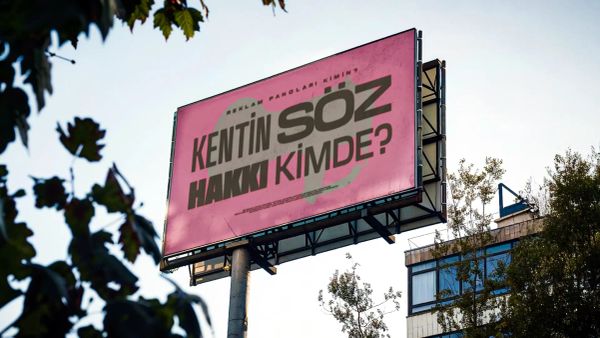 REKLAM PANOLARI KİMİN?
KENTİN SÖZ
HAKKI KİMDE?